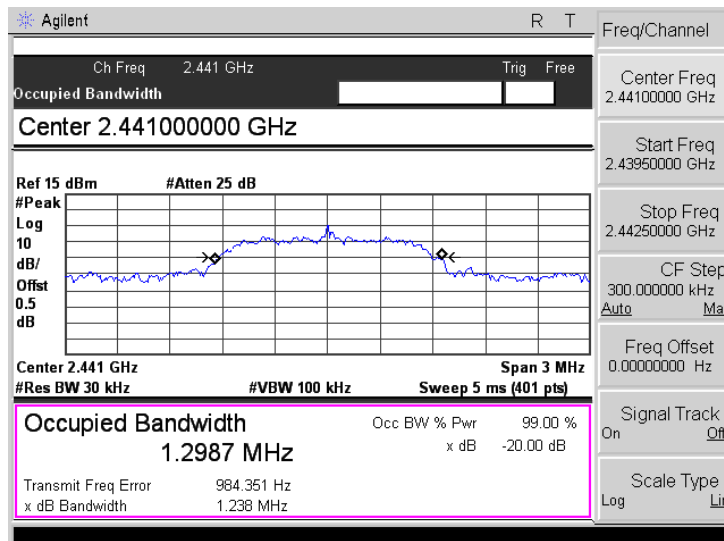 Agilent R T
Ch Freq 2.441 GHz Trig Free
Occupied Bandwidth
Center 2.441000000 GHz
Ref 15 dBm #Atten 25 dB
#Peak
Log
10
dB/
Offst
0.5
dB
Center 2.441 GHz Span 3 MHz
#Res BW 30 kHz #VBW 100 kHz Sweep 5 ms (401 pts)
Occupied Bandwidth Occ BW % Pwr 99.00 %
1.2987 MHz x dB -20.00 dB
Transmit Freq Error 984.351 Hz
x dB Bandwidth 1.238 MHz
Freq/Channel
Center Freq
2.44100000 GHz
Start Freq
2.43950000 GHz
Stop Freq
2.44250000 GHz
CF Step
300.000000 kHz
Auto Ma
Freq Offset
0.00000000 Hz
Signal Track
On Off
Scale Type
Log Li